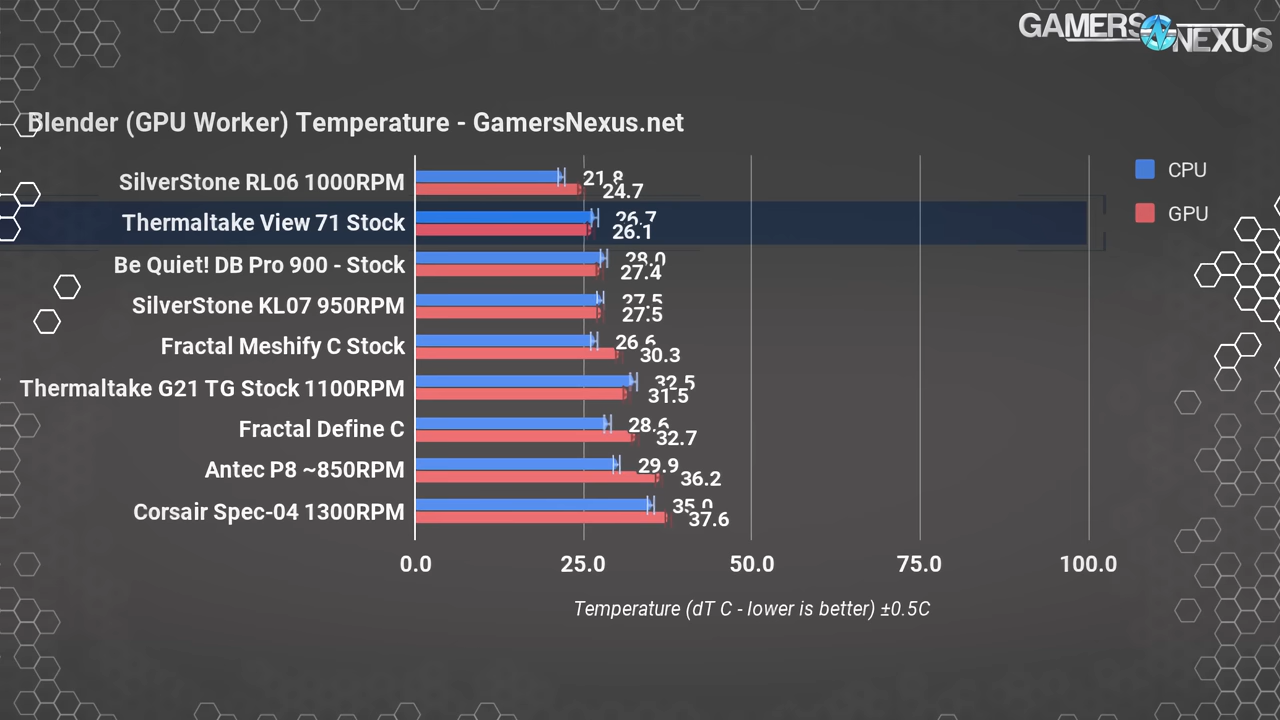 GAMERS NEXUS
Blender (GPU Worker) Temperature - GamersNexus.net
CPU
GPU
SilverStone RL06 1000RPM
21.8
24.7
Thermaltake View 71 Stock
26.7
26.1
Be Quiet! DB Pro 900 - Stock
28.0
27.4
SilverStone KL07 950RPM
27.5
27.5
Fractal Meshify C Stock
26.6
30.3
Thermaltake G21 TG Stock 1100RPM
32.5
31.5
Fractal Define C
28.6
32.7
Antec P8 ~850RPM
29.9
36.2
Corsair Spec-04 1300RPM
35.0
37.6
0.0 25.0 50.0 75.0 100.0
Temperature (dT C - lower is better) ±0.5C